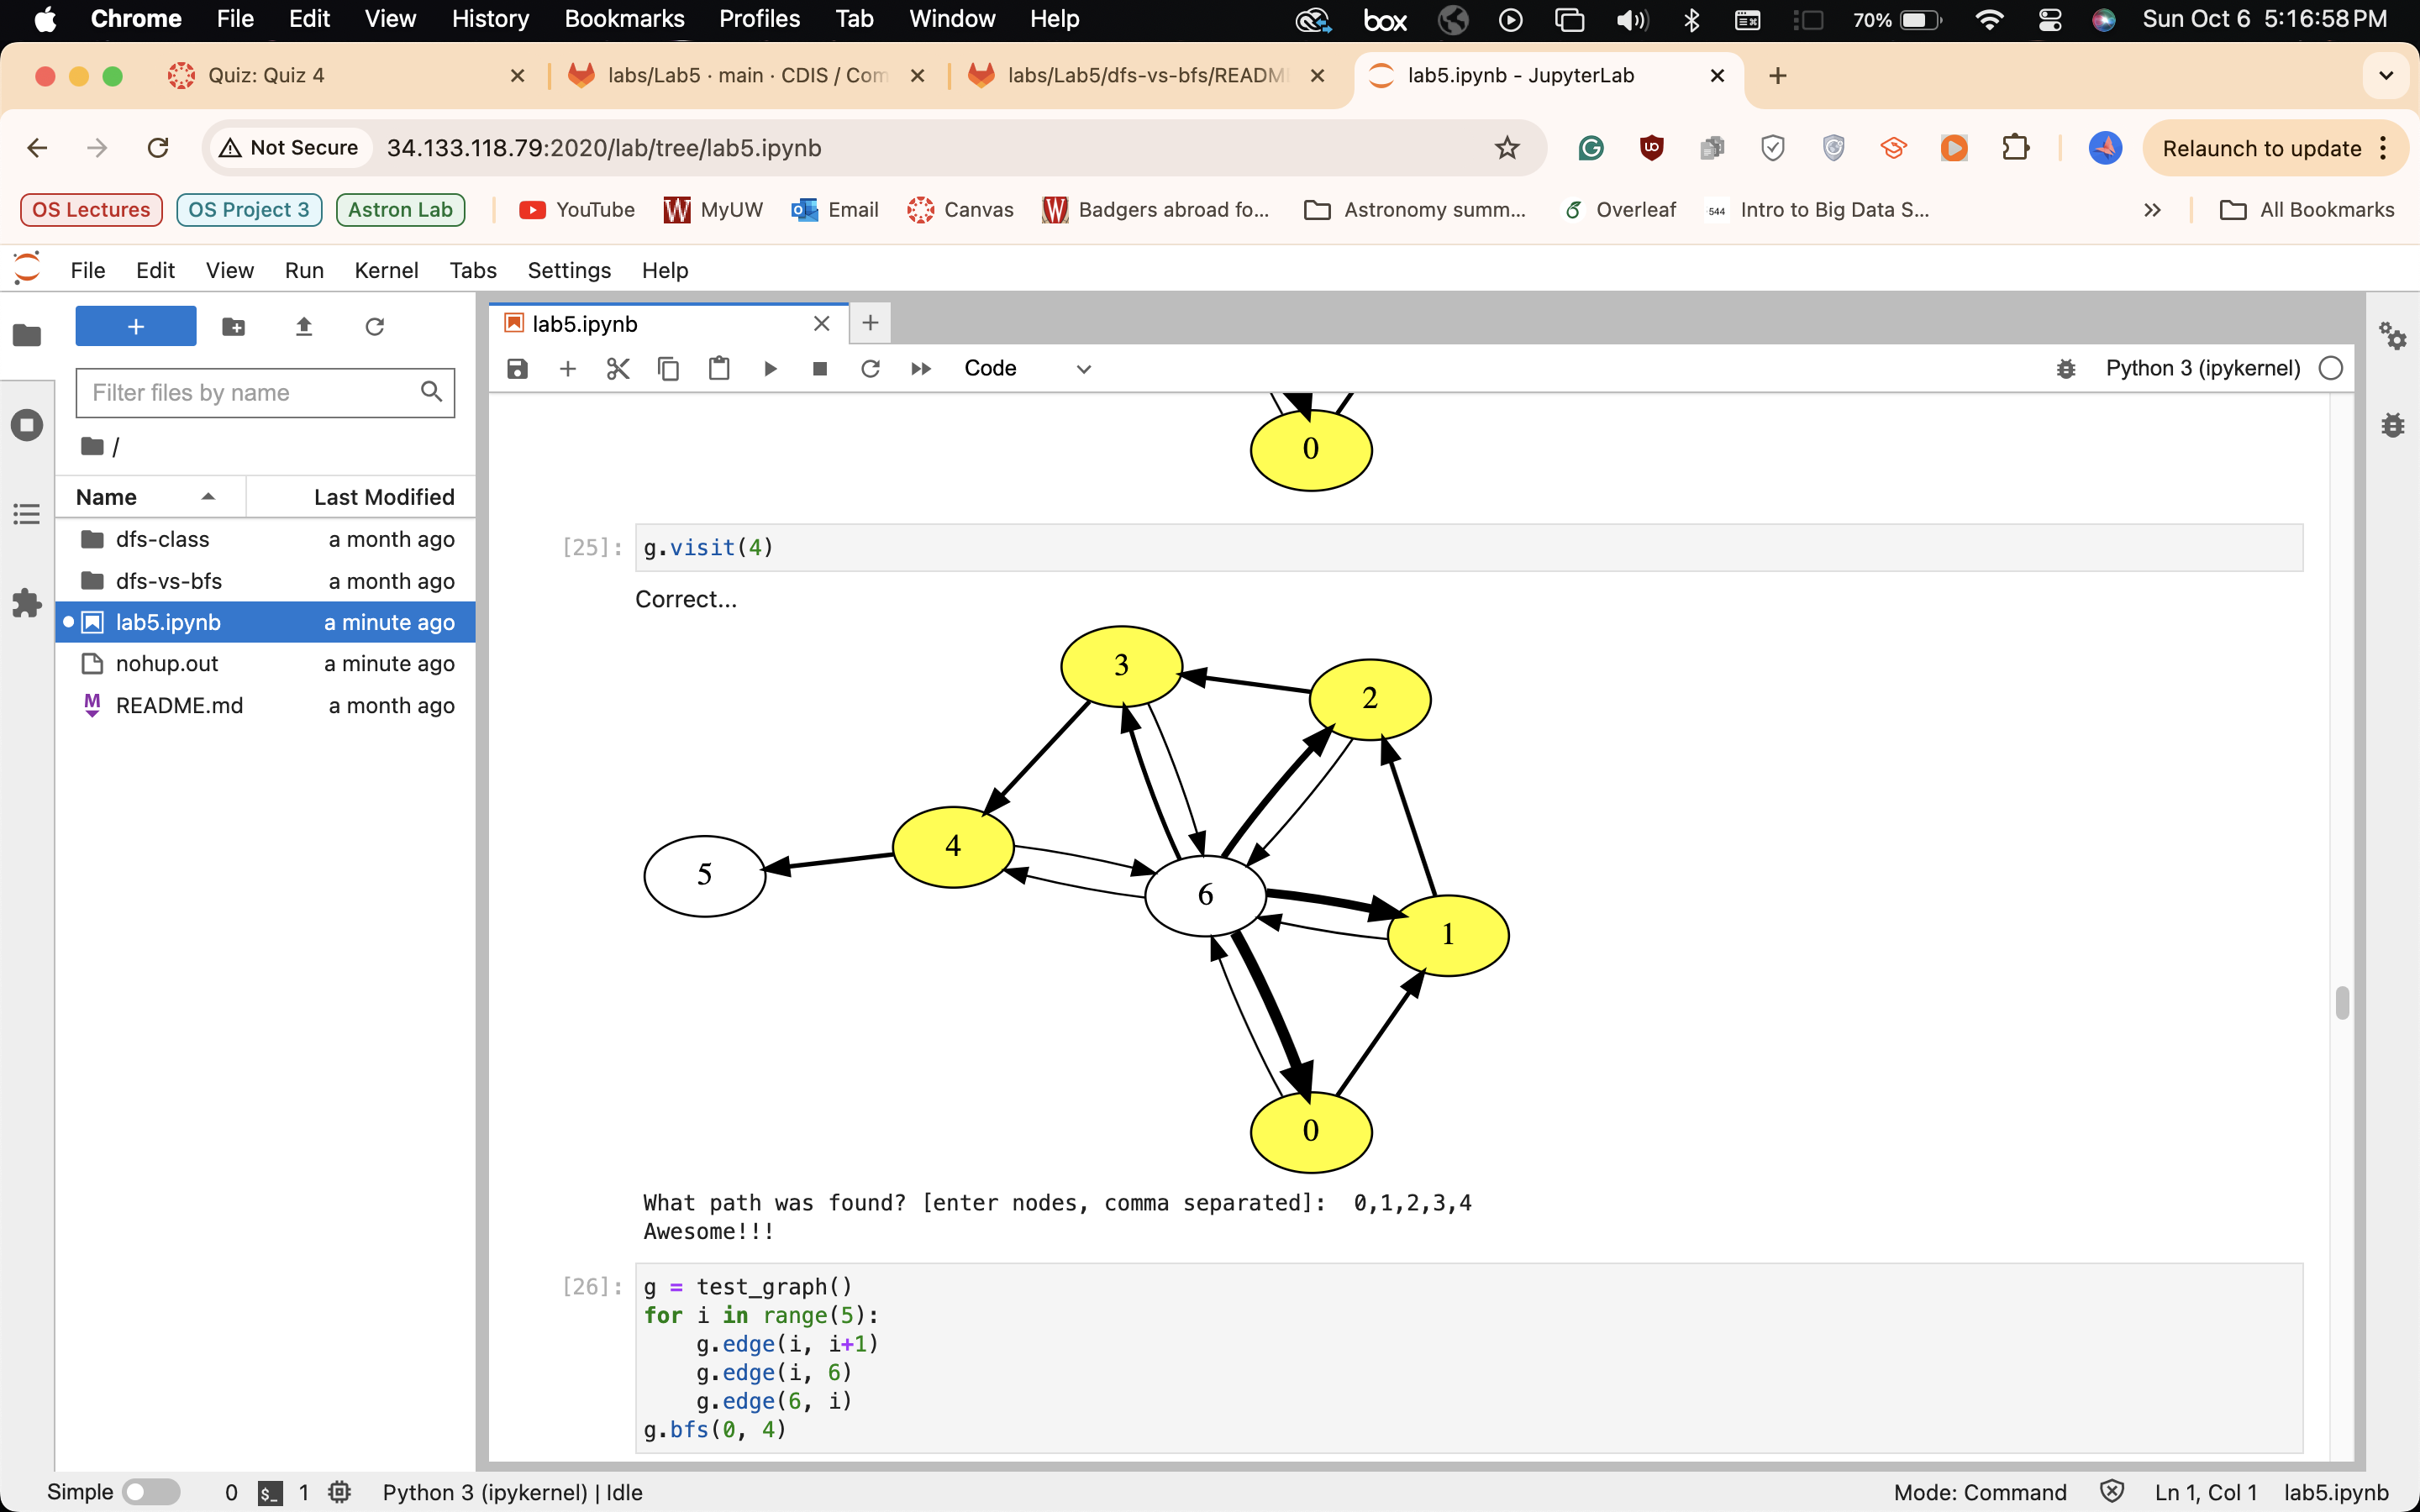 Chrome File Edit View History Bookmarks Profiles Tab Window Help box 70% Sun Oct 6 5:16:58 PM
Quiz: Quiz 4 labs/Lab5 · main · CDIS / Com labs/Lab5/dfs-vs-bfs/READM lab5.ipynb - JupyterLab
Not Secure 34.133.118.79:2020/lab/tree/lab5.ipynb Relaunch to update
OS Lectures OS Project 3 Astron Lab YouTube MyUW Email Canvas Badgers abroad fo... Astronomy summ... Overleaf 544 Intro to Big Data S... All Bookmarks
File Edit View Run Kernel Tabs Settings Help
lab5.ipynb
Code Python 3 (ipykernel)
Filter files by name
/
Name Last Modified
dfs-class a month ago
dfs-vs-bfs a month ago
lab5.ipynb a minute ago
nohup.out a minute ago
README.md a month ago
0
[25]: g.visit(4)
Correct...
3
2
4
5
6
1
0
What path was found? [enter nodes, comma separated]: 0,1,2,3,4
Awesome!!!
[26]: g = test_graph()
for i in range(5):
g.edge(i, i+1)
g.edge(i, 6)
g.edge(6, i)
g.bfs(0, 4)
Simple 0 $_ 1 Python 3 (ipykernel) | Idle Mode: Command Ln 1, Col 1 lab5.ipynb